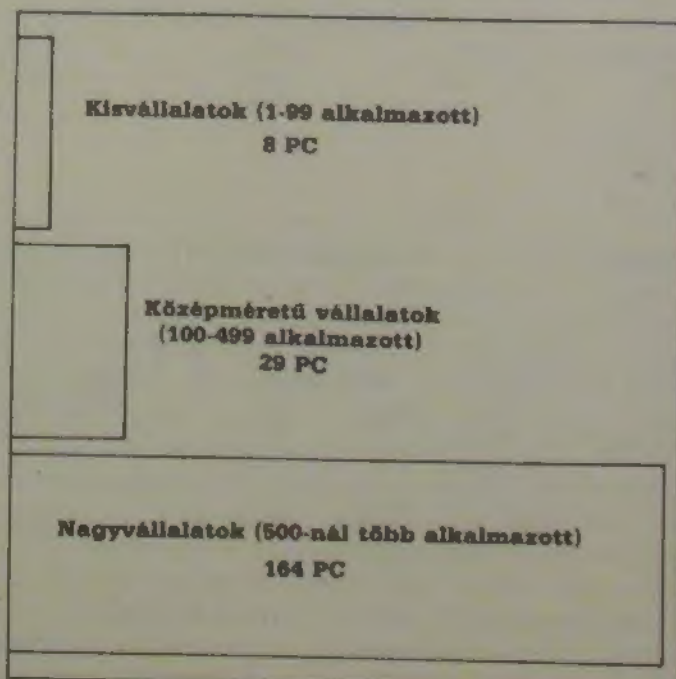 Kisvállalatok (1-99 alkalmazott)
8 PC
Középméretű vállalatok
(100-499 alkalmazott)
29 PC
Nagyvállalatok (500-nál több alkalmazott)
164 PC